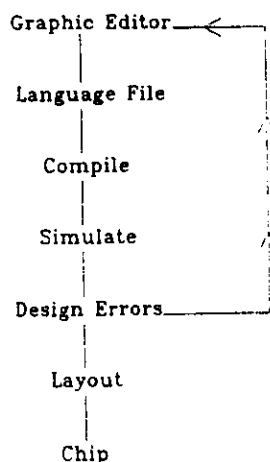 Graphic Editor
Language File
Compile
Simulate
Design Errors
Layout
Chip